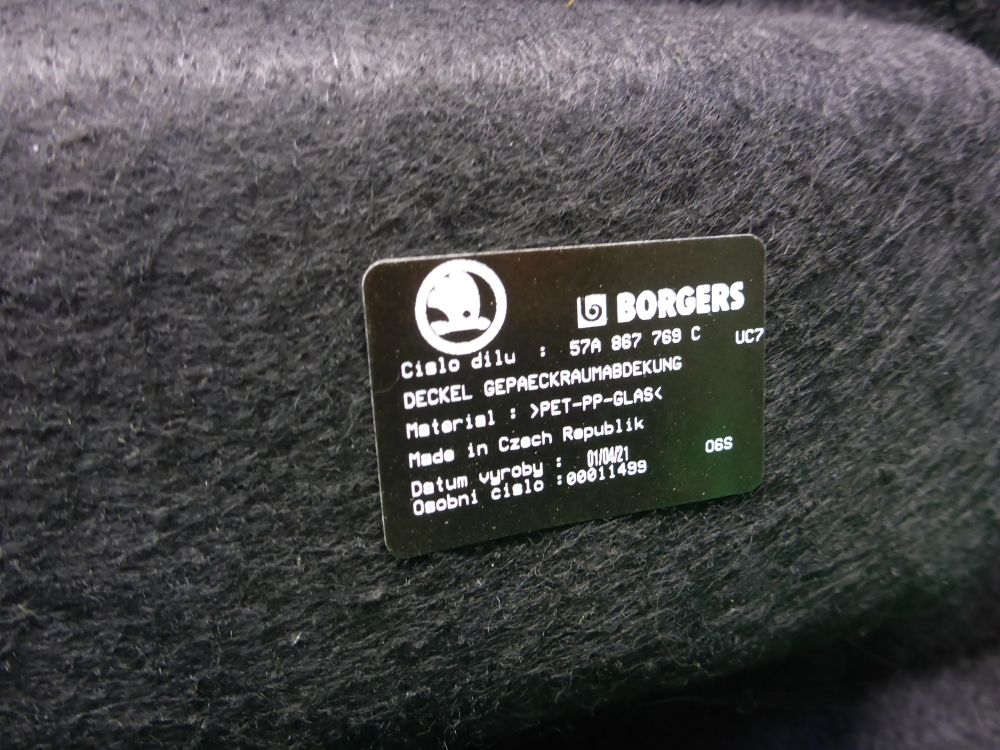 BORGERS
Cislo dilu : 57A 867 769 C UC7
DECKEL GEPAECKRAUMABDEKUNG
Material : >PET-PP-GLAS<
Made in Czech Republik
Datum vyroby : 01/04/21 06S
Osobni cislo :00011499